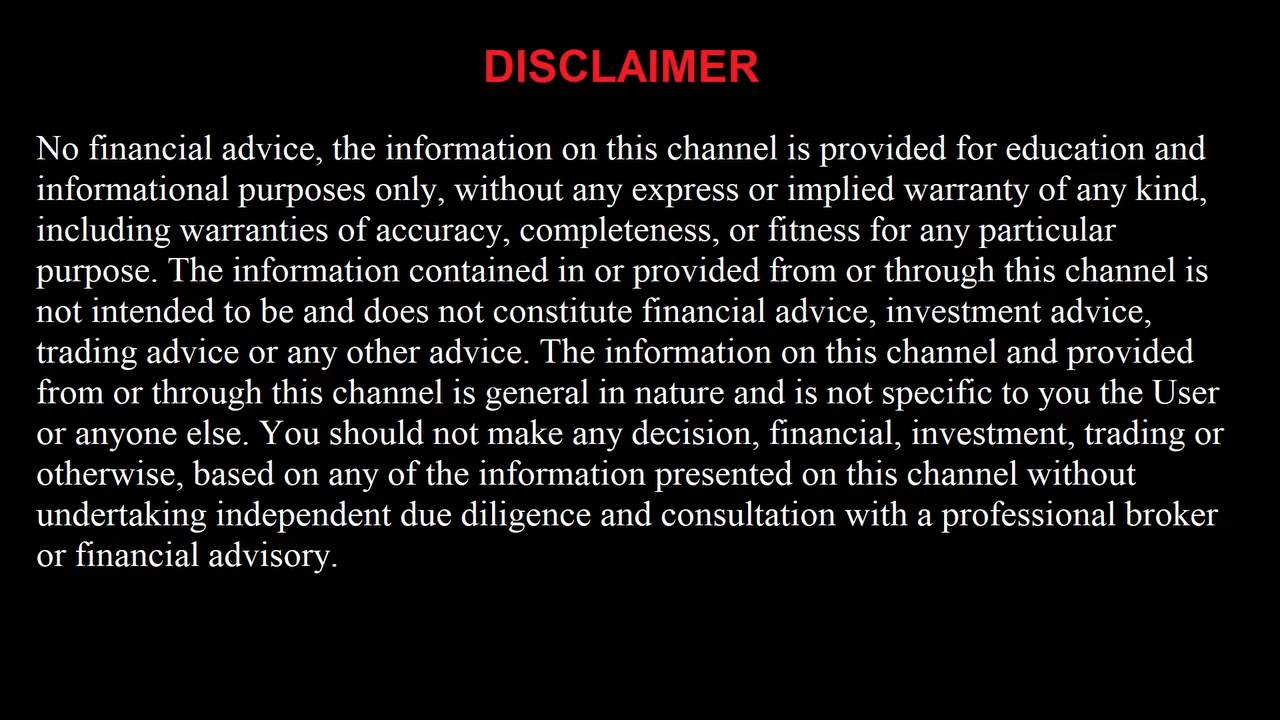 DISCLAIMER
No financial advice, the information on this channel is provided for education and
informational purposes only, without any express or implied warranty of any kind,
including warranties of accuracy, completeness, or fitness for any particular
purpose. The information contained in or provided from or through this channel is
not intended to be and does not constitute financial advice, investment advice,
trading advice or any other advice. The information on this channel and provided
from or through this channel is general in nature and is not specific to you the User
or anyone else. You should not make any decision, financial, investment, trading or
otherwise, based on any of the information presented on this channel without
undertaking independent due diligence and consultation with a professional broker
or financial advisory.